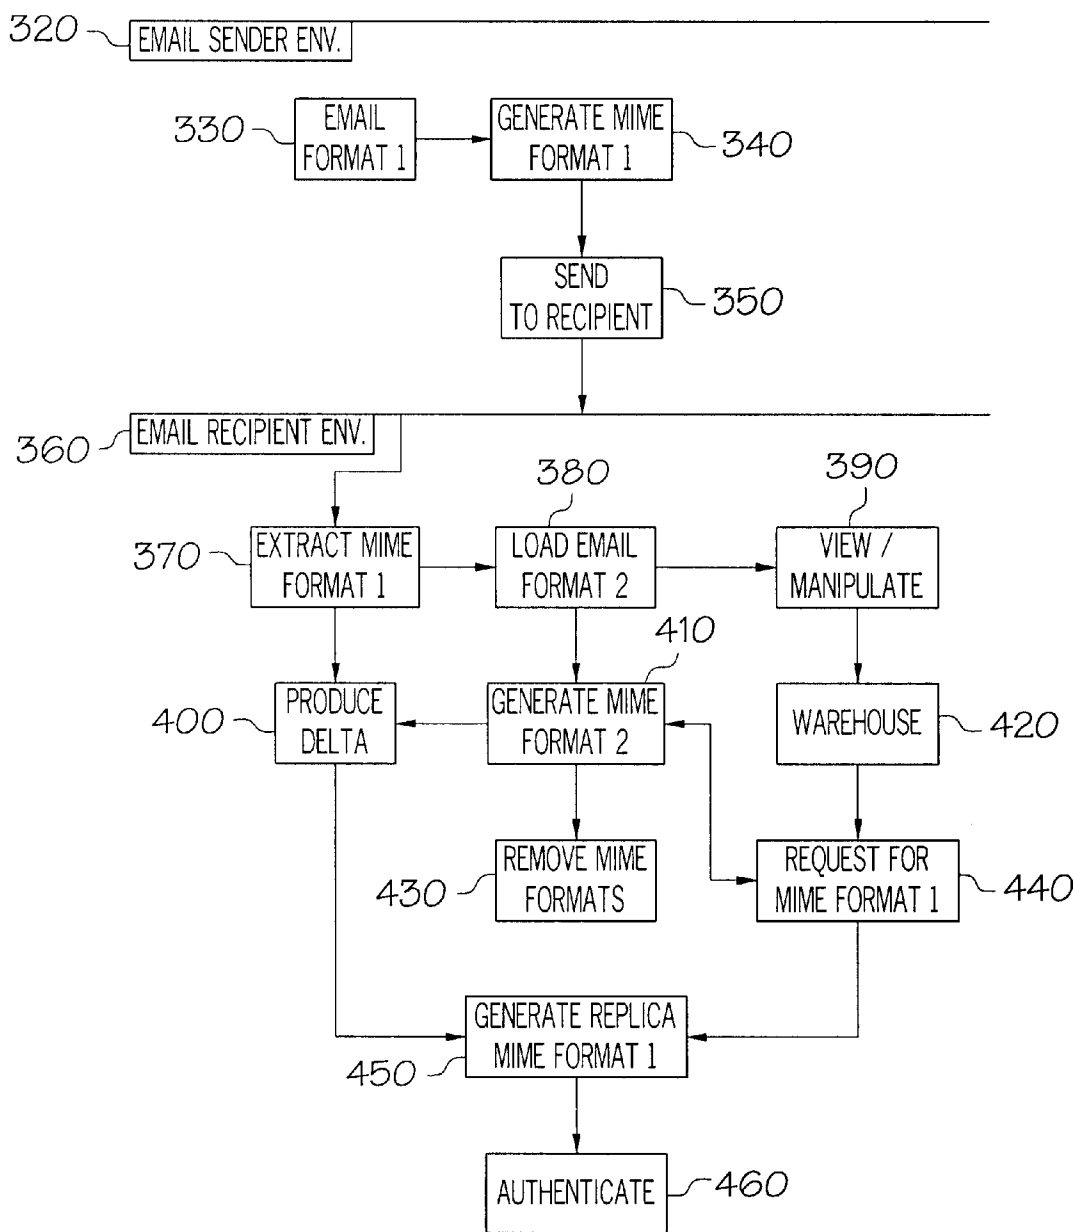 320
EMAIL SENDER ENV.
330
EMAIL
FORMAT 1
GENERATE MIME
FORMAT 1
340
SEND
TO RECIPIENT
350
EMAIL RECIPIENT ENV.
360
380
390
370
EXTRACT MIME
FORMAT 1
LOAD EMAIL
FORMAT 2
VIEW /
MANIPULATE
410
400
PRODUCE
DELTA
GENERATE MIME
FORMAT 2
WAREHOUSE
420
430
REMOVE MIME
FORMATS
REQUEST FOR
MIME FORMAT 1
440
GENERATE REPLICA
MIME FORMAT 1
450
AUTHENTICATE
460